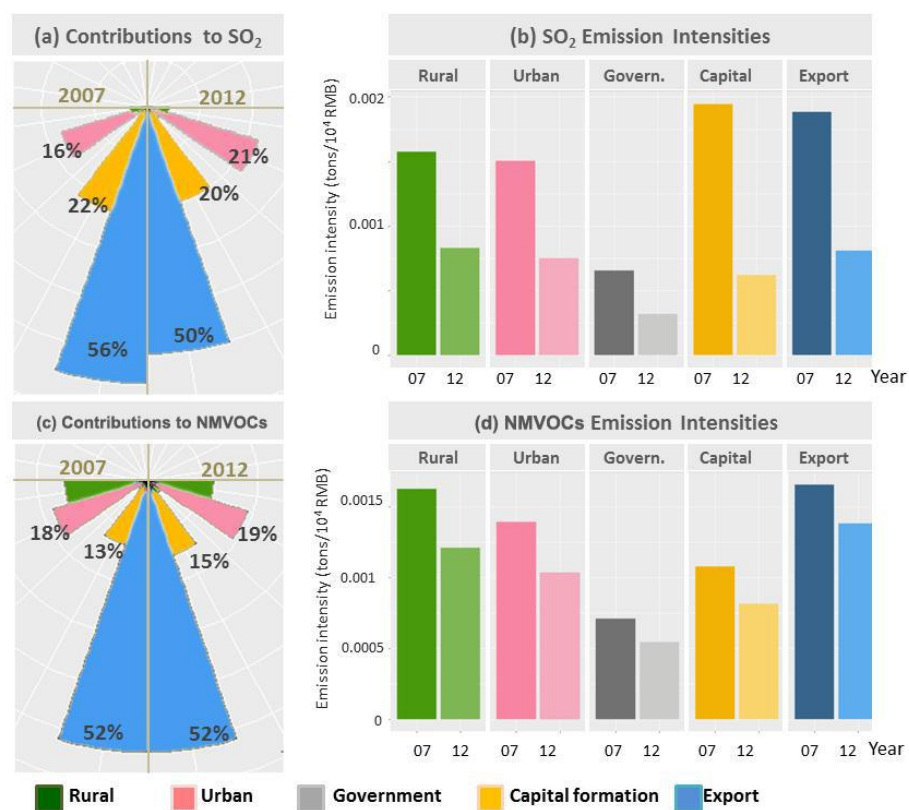 (a) Contributions to SO₂
2007 2012
16% 21%
22% 20%
56% 50%
(b) SO₂ Emission Intensities
Rural Urban Govern. Capital Export
Emission intensity (tons/10⁴ RMB)
0.002
0.001
0
07 12 07 12 07 12 07 12 07 12 Year
(c) Contributions to NMVOCs
2007 2012
18% 19%
13% 15%
52% 52%
(d) NMVOCs Emission Intensities
Rural Urban Govern. Capital Export
Emission intensity (tons/10⁴ RMB)
0.0015
0.001
0.0005
0
07 12 07 12 07 12 07 12 07 12 Year
Rural Urban Government Capital formation Export